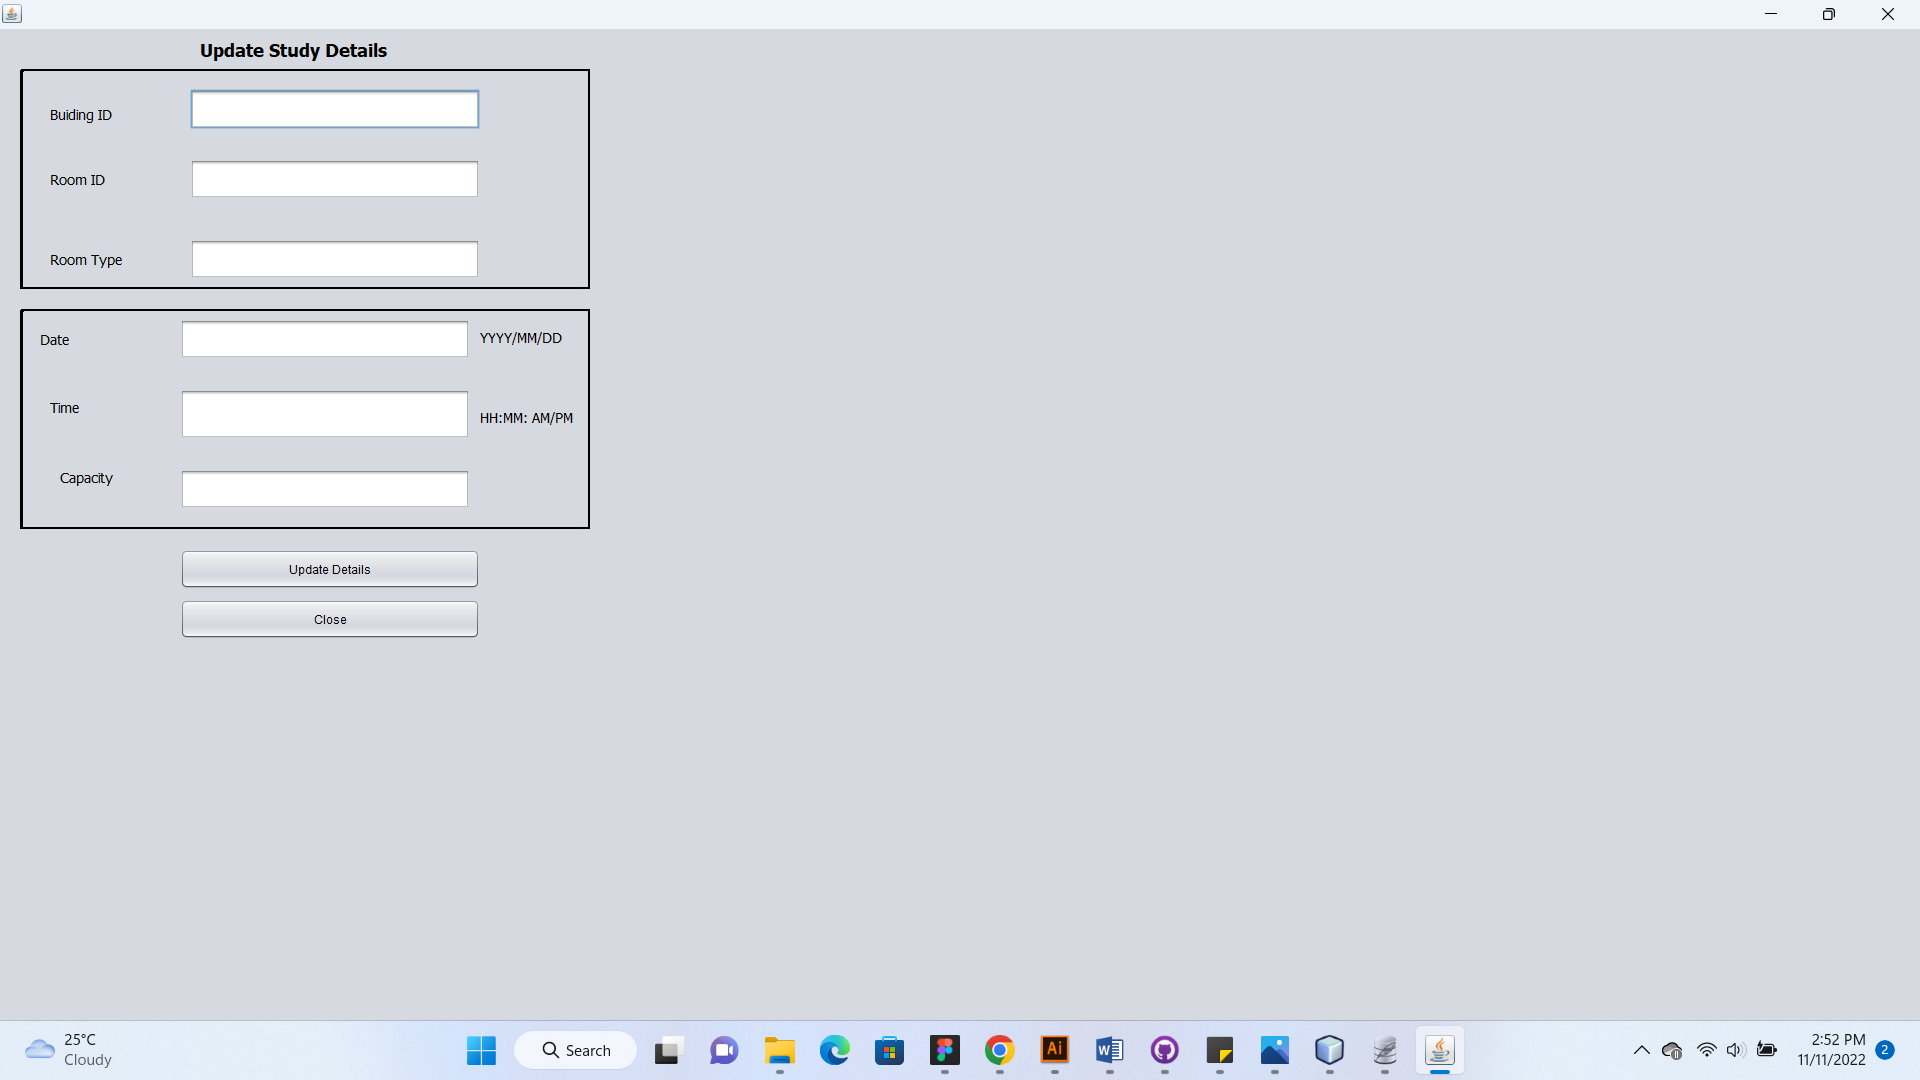 Update Study Details
Buiding ID
Room ID
Room Type
Date
YYYY/MM/DD
Time
HH:MM: AM/PM
Capacity
Update Details
Close
25°C
Cloudy
Search
Ai
W
2:52 PM
11/11/2022
2